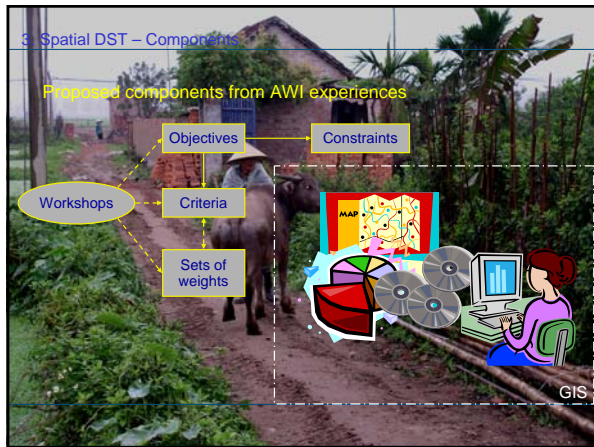 3. Spatial DST – Components
Proposed components from AWI experiences
Objectives
Constraints
Workshops
Criteria
Sets of
weights
MAP
GIS